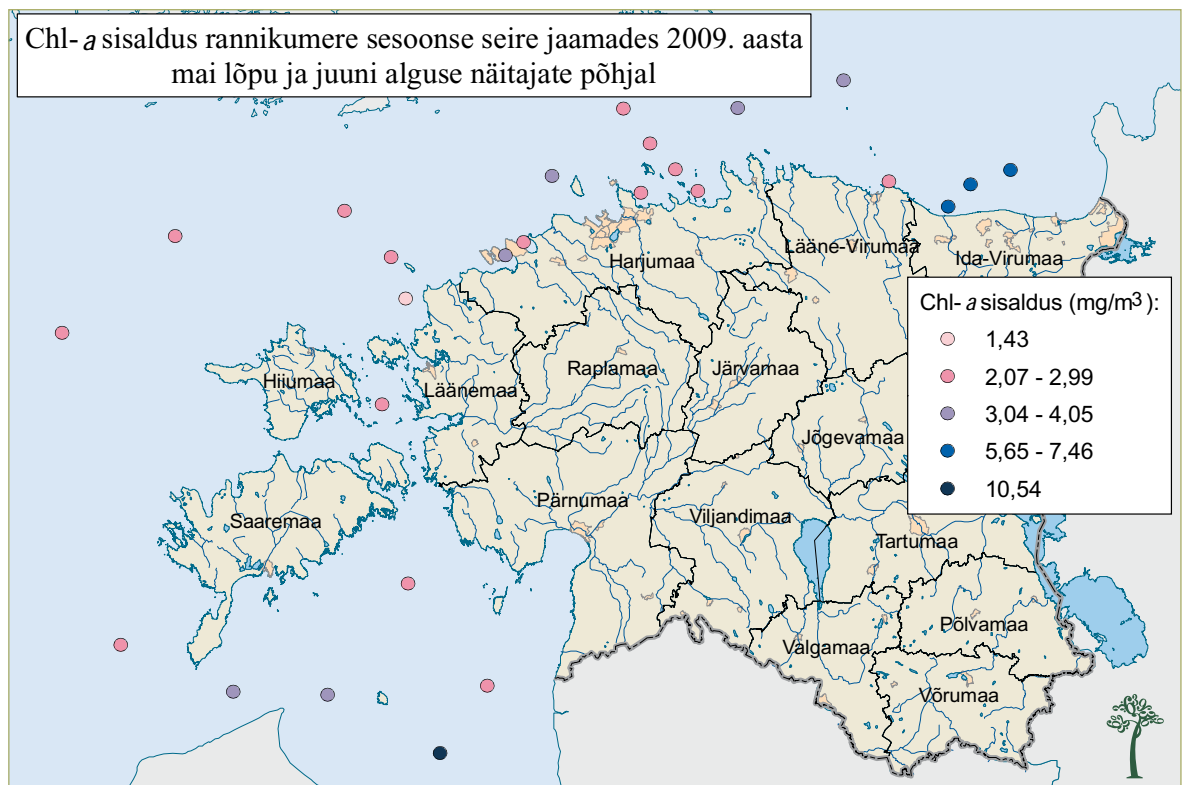 Chl-a sisaldus rannikumere sesoonse seire jaamades 2009. aasta
mai lõpu ja juuni alguse näitajate põhjal
Lääne-Virumaa
Ida-Virumaa
Harjumaa
Chl-a sisaldus (mg/m³):
1,43
2,07 - 2,99
3,04 - 4,05
5,65 - 7,46
10,54
Hiiumaa
Läänemaa
Raplamaa
Järvamaa
Jõgevamaa
Saaremaa
Pärnumaa
Viljandimaa
Tartumaa
Põlvamaa
Valgamaa
Võrumaa